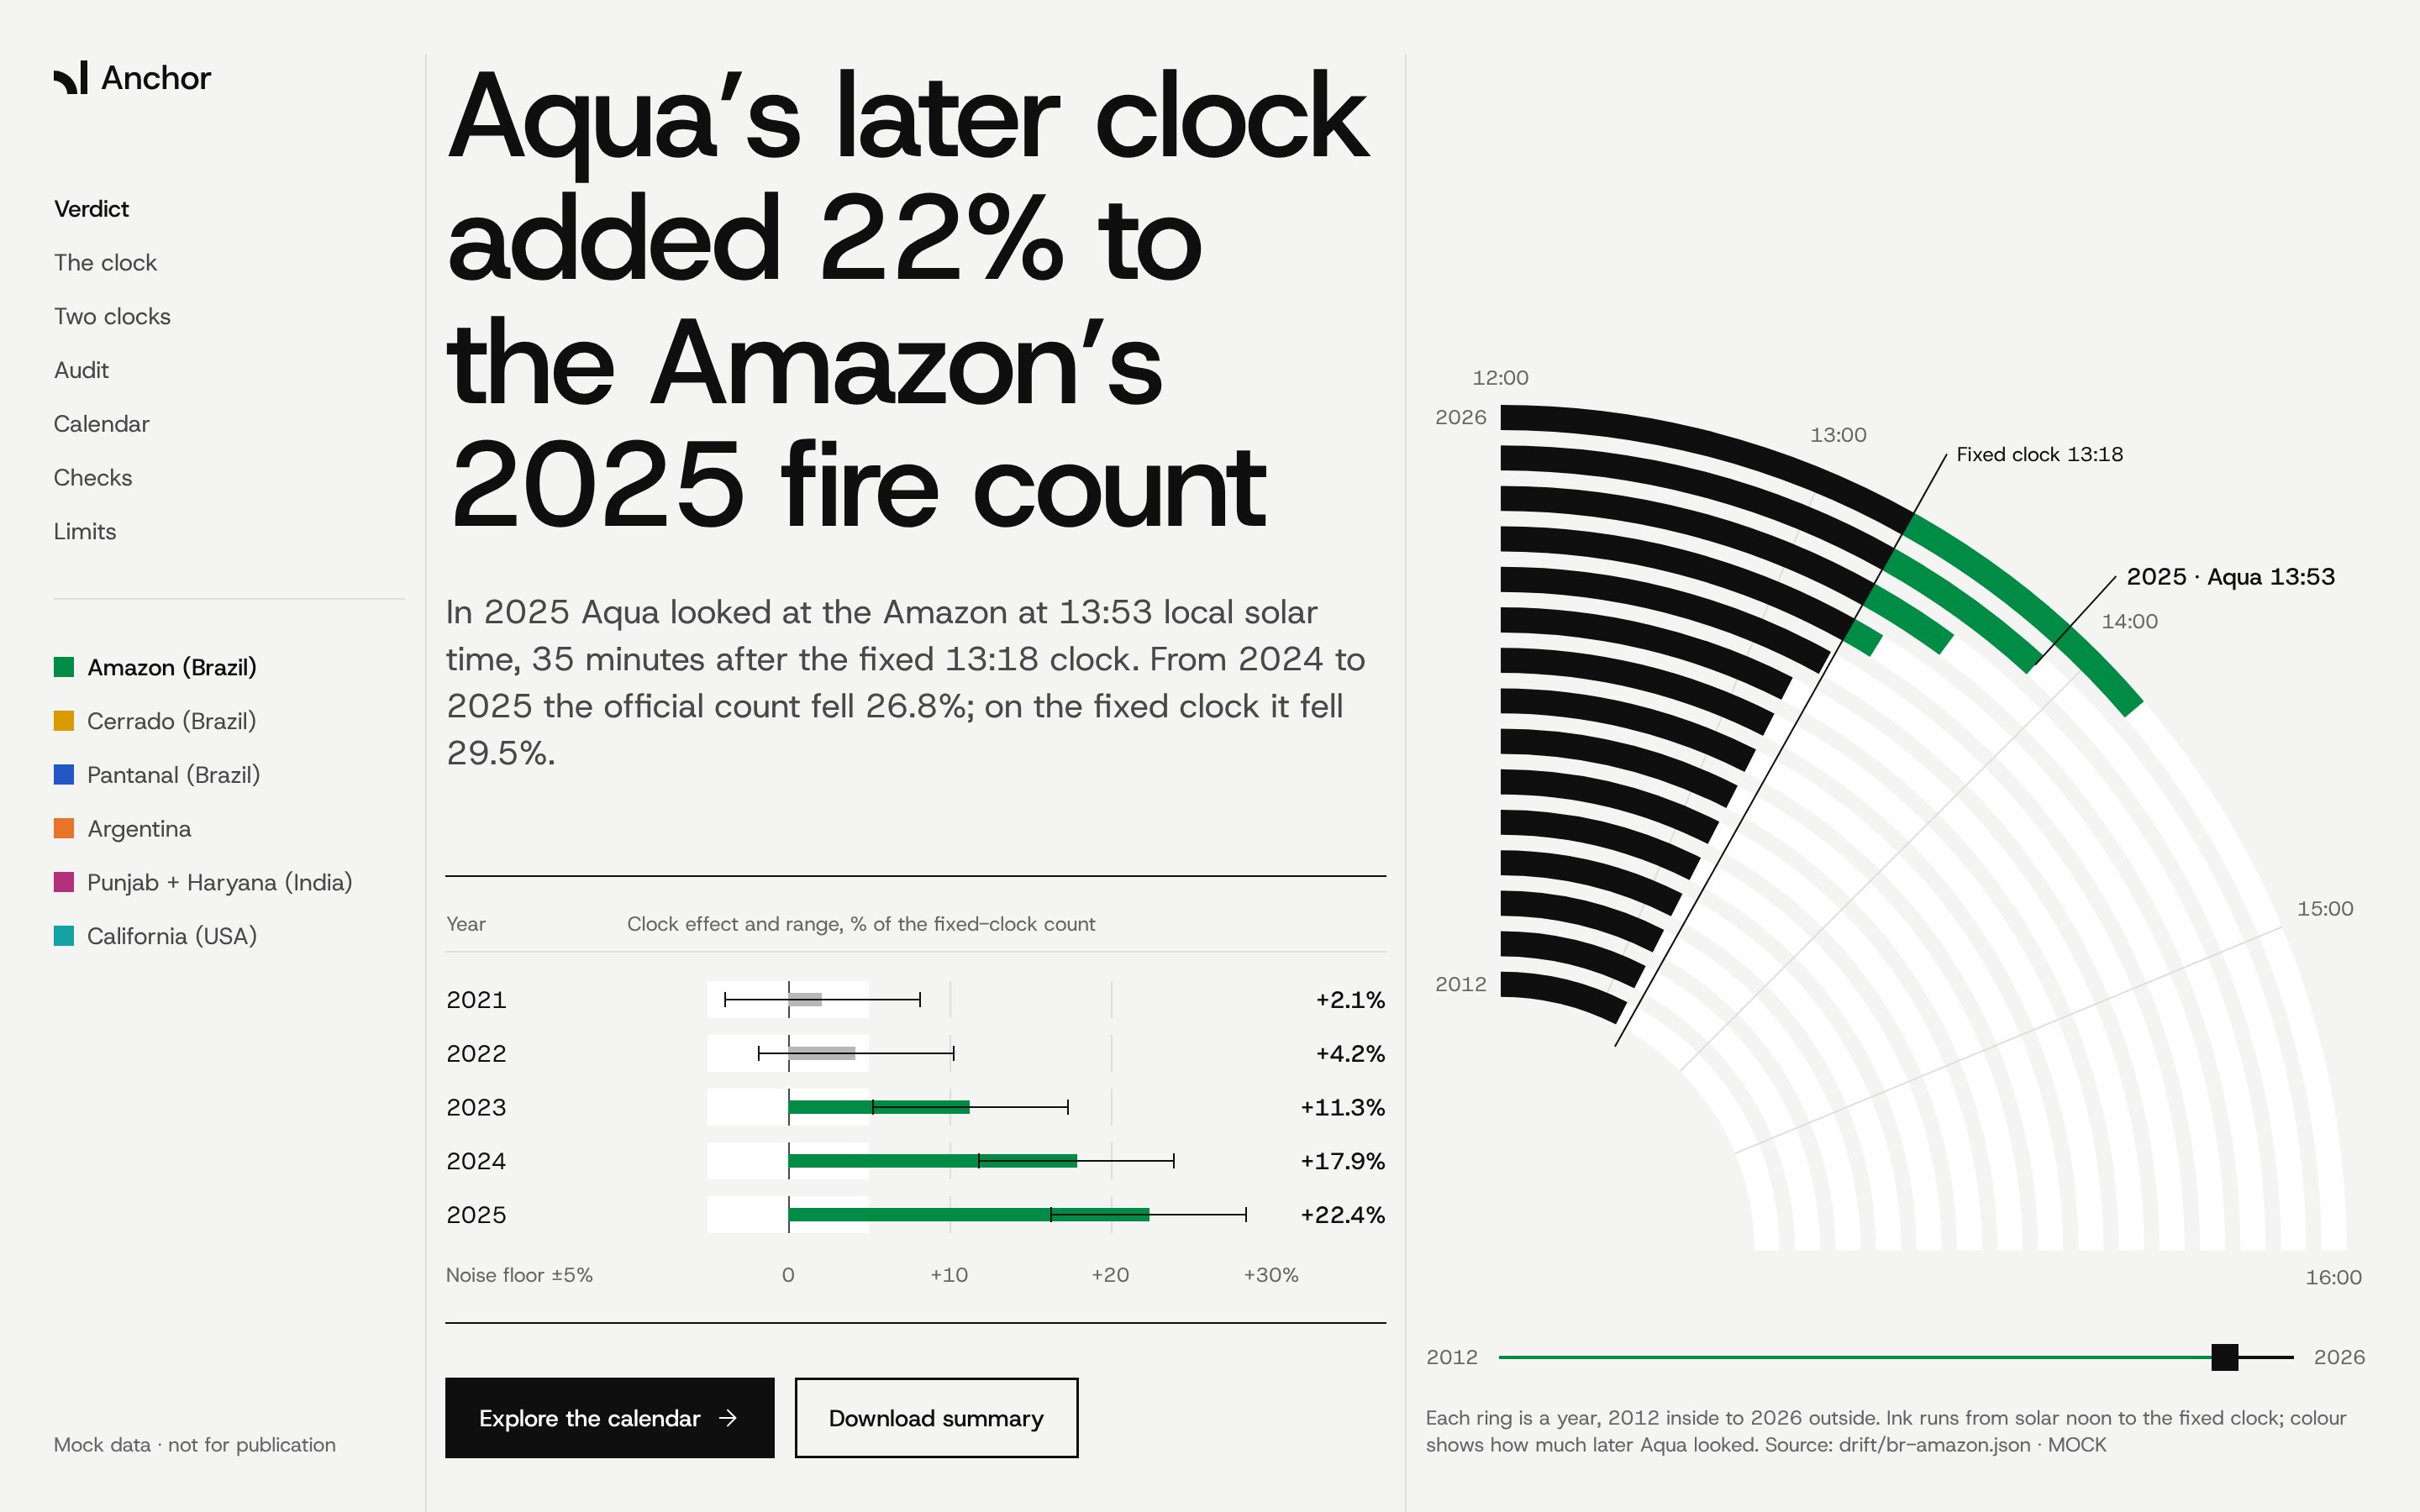 Anchor
Verdict
The clock
Two clocks
Audit
Calendar
Checks
Limits
Amazon (Brazil)
Cerrado (Brazil)
Pantanal (Brazil)
Argentina
Punjab + Haryana (India)
California (USA)
Mock data · not for publication
Aqua’s later clock
added 22% to
the Amazon’s
2025 fire count
In 2025 Aqua looked at the Amazon at 13:53 local solar
time, 35 minutes after the fixed 13:18 clock. From 2024 to
2025 the official count fell 26.8%; on the fixed clock it fell
29.5%.
Year Clock effect and range, % of the fixed-clock count
2021 +2.1%
2022 +4.2%
2023 +11.3%
2024 +17.9%
2025 +22.4%
Noise floor ±5% 0 +10 +20 +30%
Explore the calendar →
Download summary
12:00
2026
13:00
Fixed clock 13:18
2025 · Aqua 13:53
14:00
15:00
2012
16:00
2012 2026
Each ring is a year, 2012 inside to 2026 outside. Ink runs from solar noon to the fixed clock; colour
shows how much later Aqua looked. Source: drift/br-amazon.json · MOCK